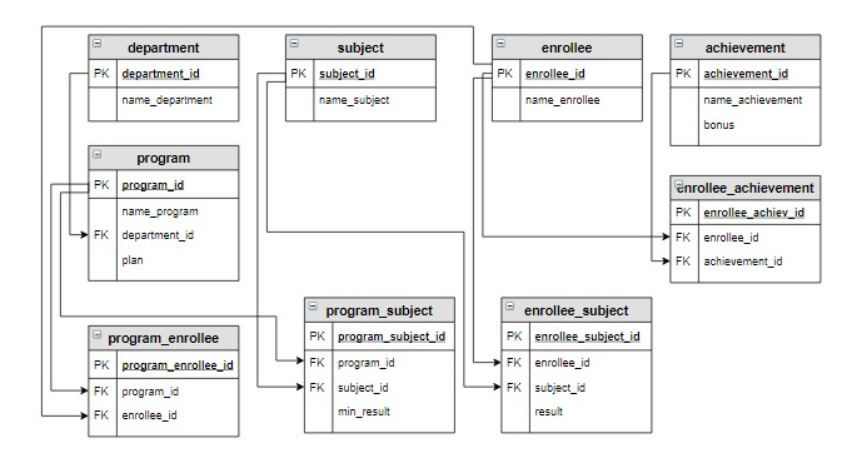 department
PK department_id
name_department
subject
PK subject_id
name_subject
enrollee
PK enrollee_id
name_enrollee
achievement
PK achievement_id
name_achievement
bonus
program
PK program_id
name_program
FK department_id
plan
enrollee_achievement
PK enrollee_achiev_id
FK enrollee_id
FK achievement_id
program_enrollee
PK program_enrollee_id
FK program_id
FK enrollee_id
program_subject
PK program_subject_id
FK program_id
FK subject_id
min_result
enrollee_subject
PK enrollee_subject_id
FK enrollee_id
FK subject_id
result